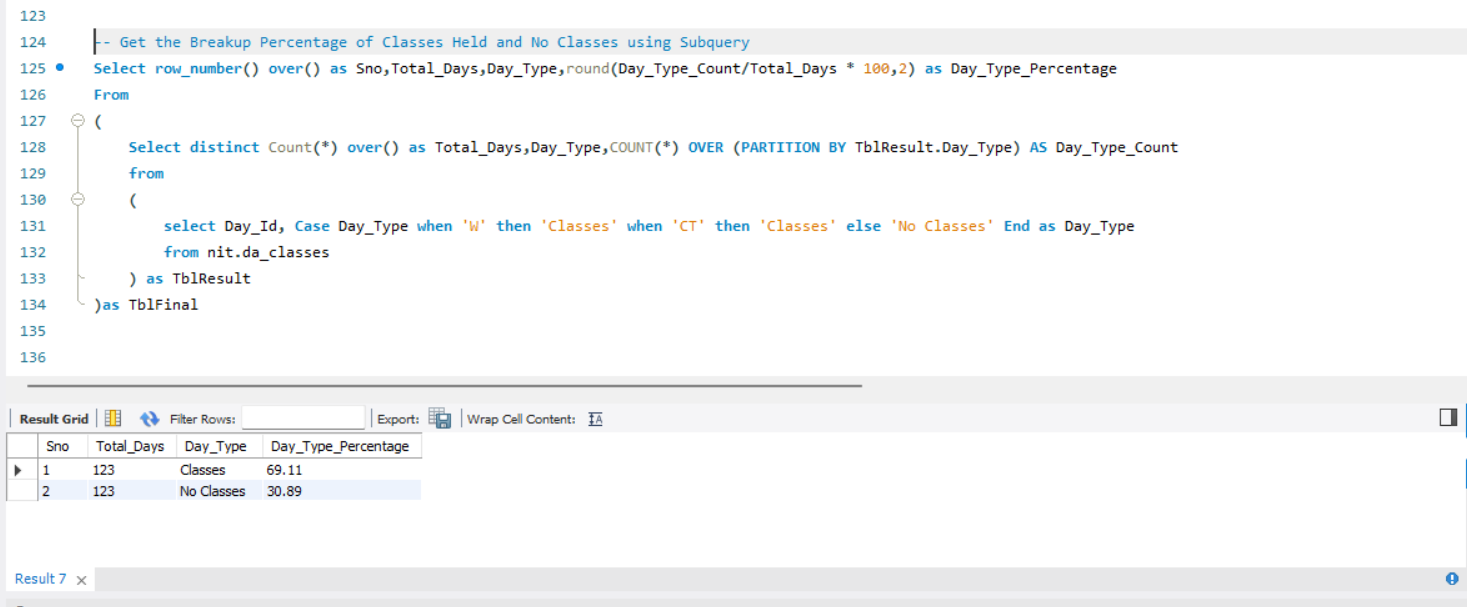 123
124 -- Get the Breakup Percentage of Classes Held and No Classes using Subquery
125 Select row_number() over() as Sno,Total_Days,Day_Type,round(Day_Type_Count/Total_Days * 100,2) as Day_Type_Percentage
126 From
127 (
128 Select distinct Count(*) over() as Total_Days,Day_Type,COUNT(*) OVER (PARTITION BY TblResult.Day_Type) AS Day_Type_Count
129 from
130 (
131 select Day_Id, Case Day_Type when 'W' then 'Classes' when 'CT' then 'Classes' else 'No Classes' End as Day_Type
132 from nit.da_classes
133 ) as TblResult
134 )as TblFinal
135
136
Result Grid Filter Rows: Export: Wrap Cell Content: IA
Sno Total_Days Day_Type Day_Type_Percentage
1 123 Classes 69.11
2 123 No Classes 30.89
Result 7 ×